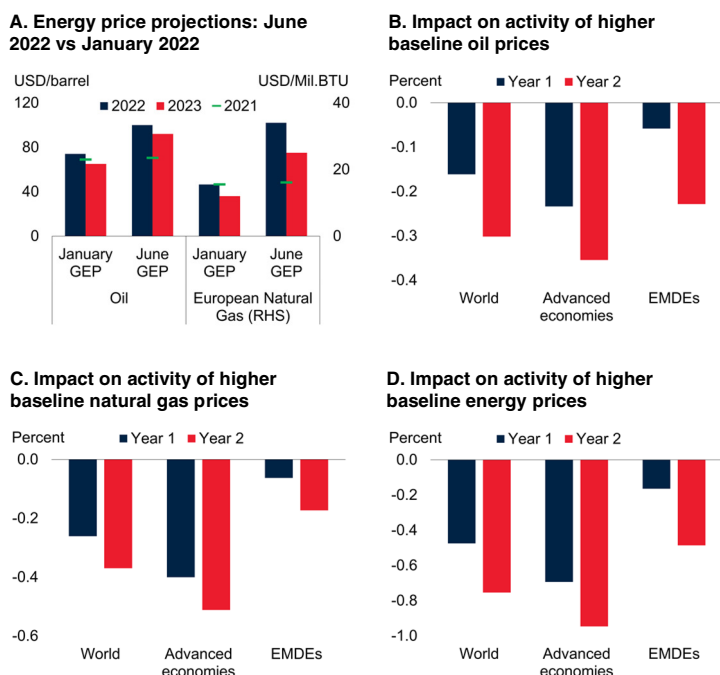 A. Energy price projections: June
2022 vs January 2022
USD/barrel
USD/Mil.BTU
2022 2023 2021
120
80
40
0
40
20
0
January
GEP
June
GEP
January
GEP
June
GEP
Oil
European Natural
Gas (RHS)
B. Impact on activity of higher
baseline oil prices
Percent
Year 1 Year 2
0.0
-0.1
-0.2
-0.3
-0.4
World
Advanced
economies
EMDEs
C. Impact on activity of higher
baseline natural gas prices
Percent
Year 1 Year 2
0.0
-0.2
-0.4
-0.6
World
Advanced
economies
EMDEs
D. Impact on activity of higher
baseline energy prices
Percent
Year 1 Year 2
0.0
-0.2
-0.4
-0.6
-0.8
-1.0
World
Advanced
economies
EMDEs